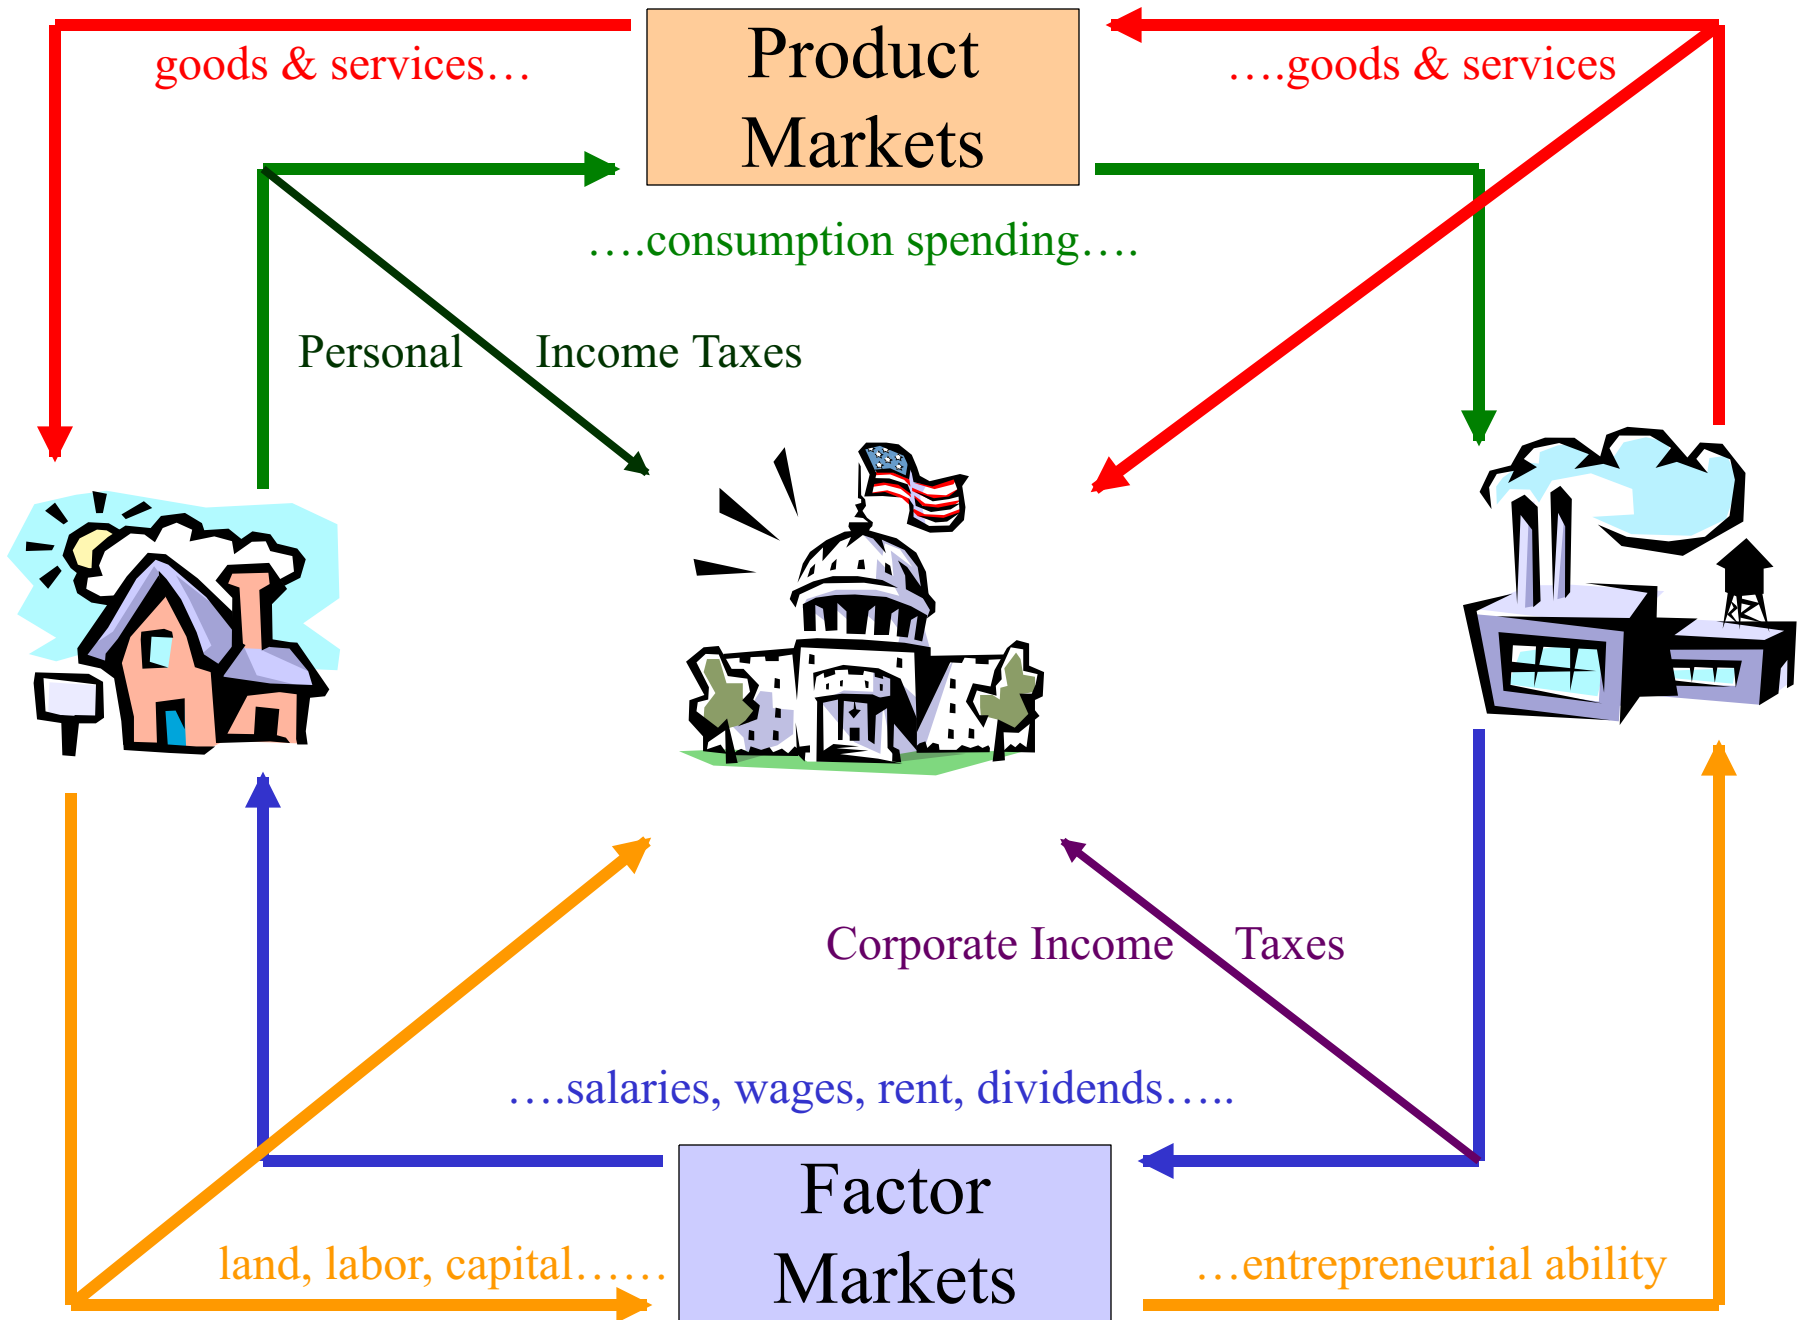 Product
Markets
goods & services…
….goods & services
….consumption spending….
Personal Income Taxes
Corporate Income Taxes
….salaries, wages, rent, dividends…..
Factor
Markets
land, labor, capital……
…entrepreneurial ability